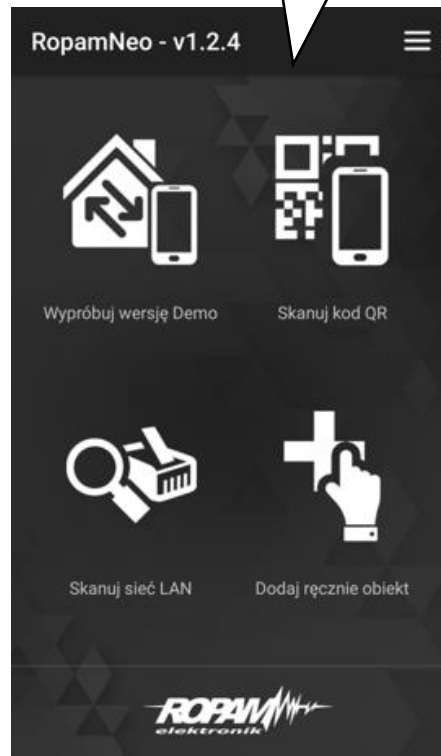 RopamNeo - v1.2.4
Wypróbuj wersję Demo
Skanuj kod QR
Skanuj sieć LAN
Dodaj ręcznie obiekt
ROPAM
elektronik